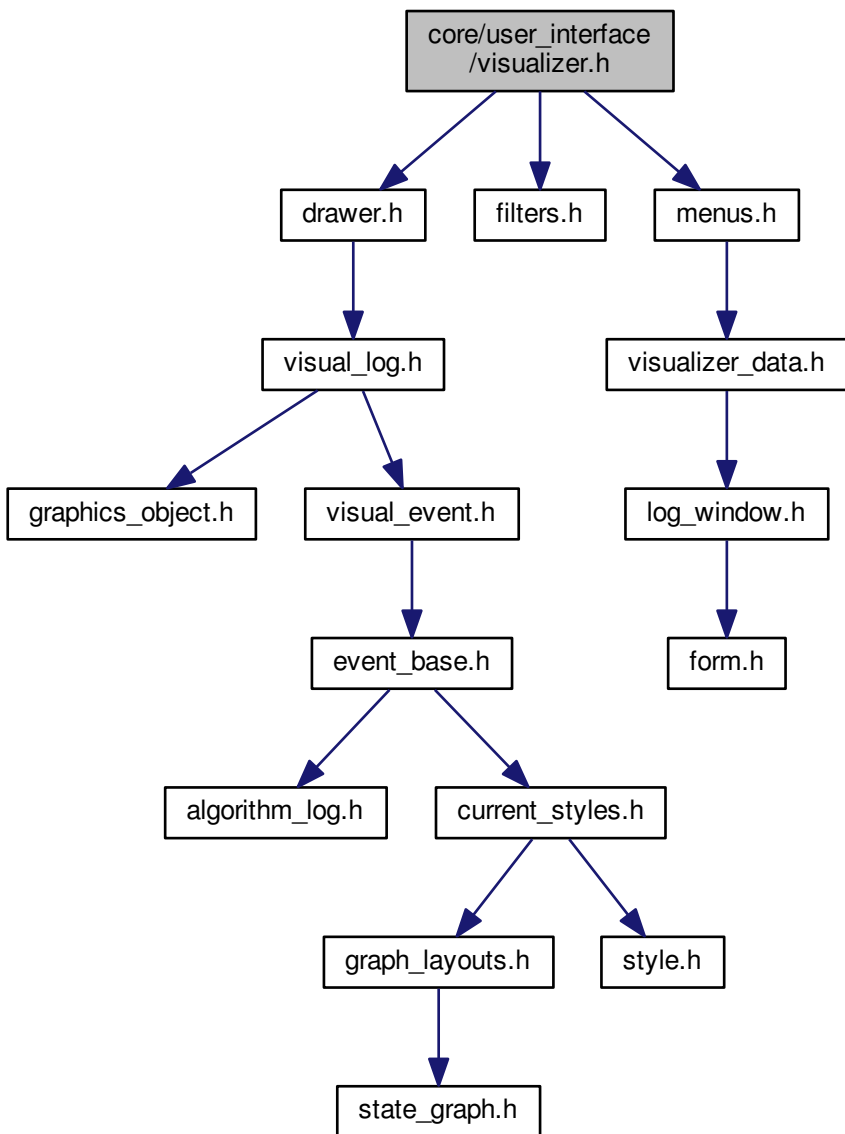 core/user_interface
/visualizer.h
drawer.h
filters.h
menus.h
visual_log.h
visualizer_data.h
graphics_object.h
visual_event.h
log_window.h
event_base.h
form.h
algorithm_log.h
current_styles.h
graph_layouts.h
style.h
state_graph.h